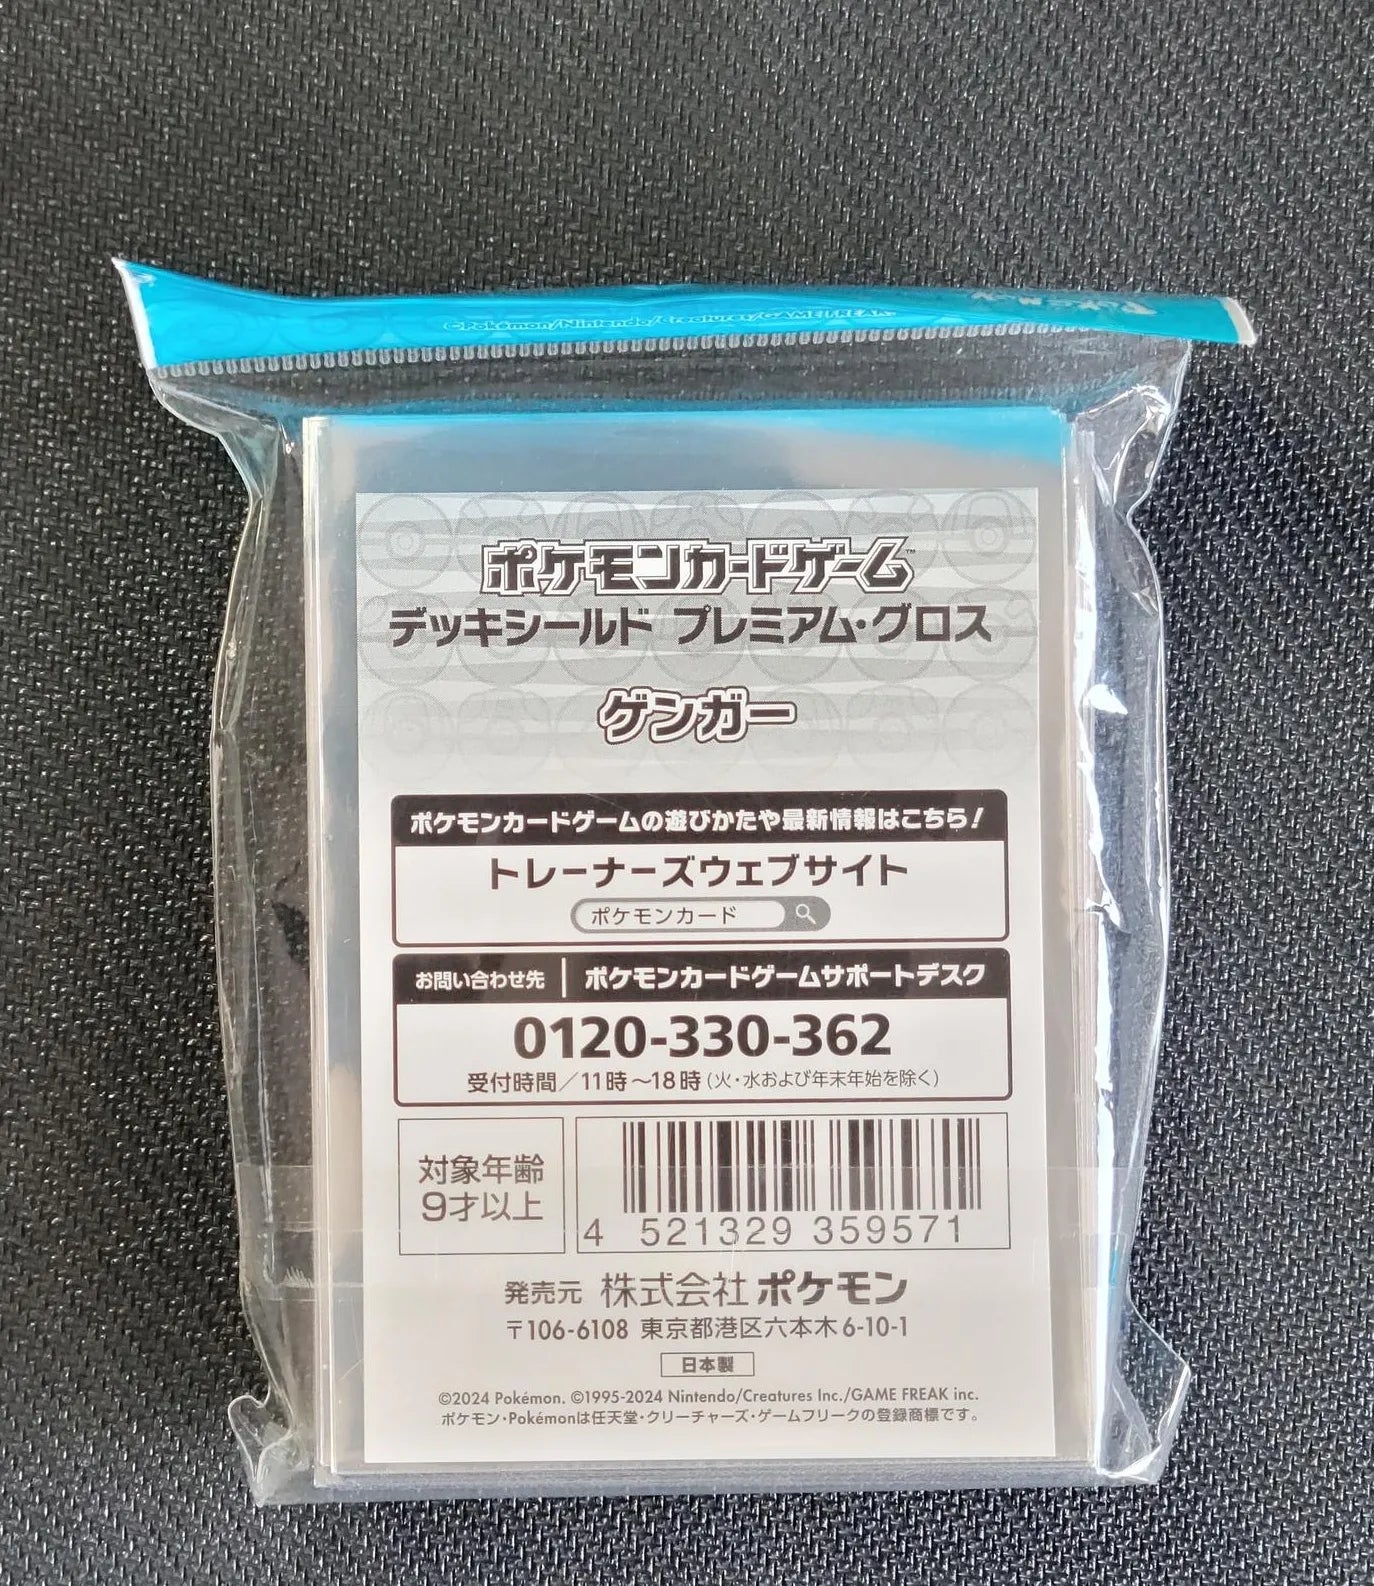 ©Pokémon/Nintendo/Creatures/GAME FREAK
ポケモンカードゲーム™
デッキシールド プレミアム・グロス
ゲンガー
ポケモンカードゲームの遊びかたや最新情報はこちら!
トレーナーズウェブサイト
ポケモンカード
お問い合わせ先 ポケモンカードゲームサポートデスク
0120-330-362
受付時間/11時～18時(火・水および年末年始を除く)
対象年齢
9才以上
4 521329 359571
発売元 株式会社ポケモン
〒106-6108 東京都港区六本木6-10-1
日本製
©2024 Pokémon. ©1995-2024 Nintendo/Creatures Inc./GAME FREAK inc.
ポケモン・Pokémonは任天堂・クリーチャーズ・ゲームフリークの登録商標です。